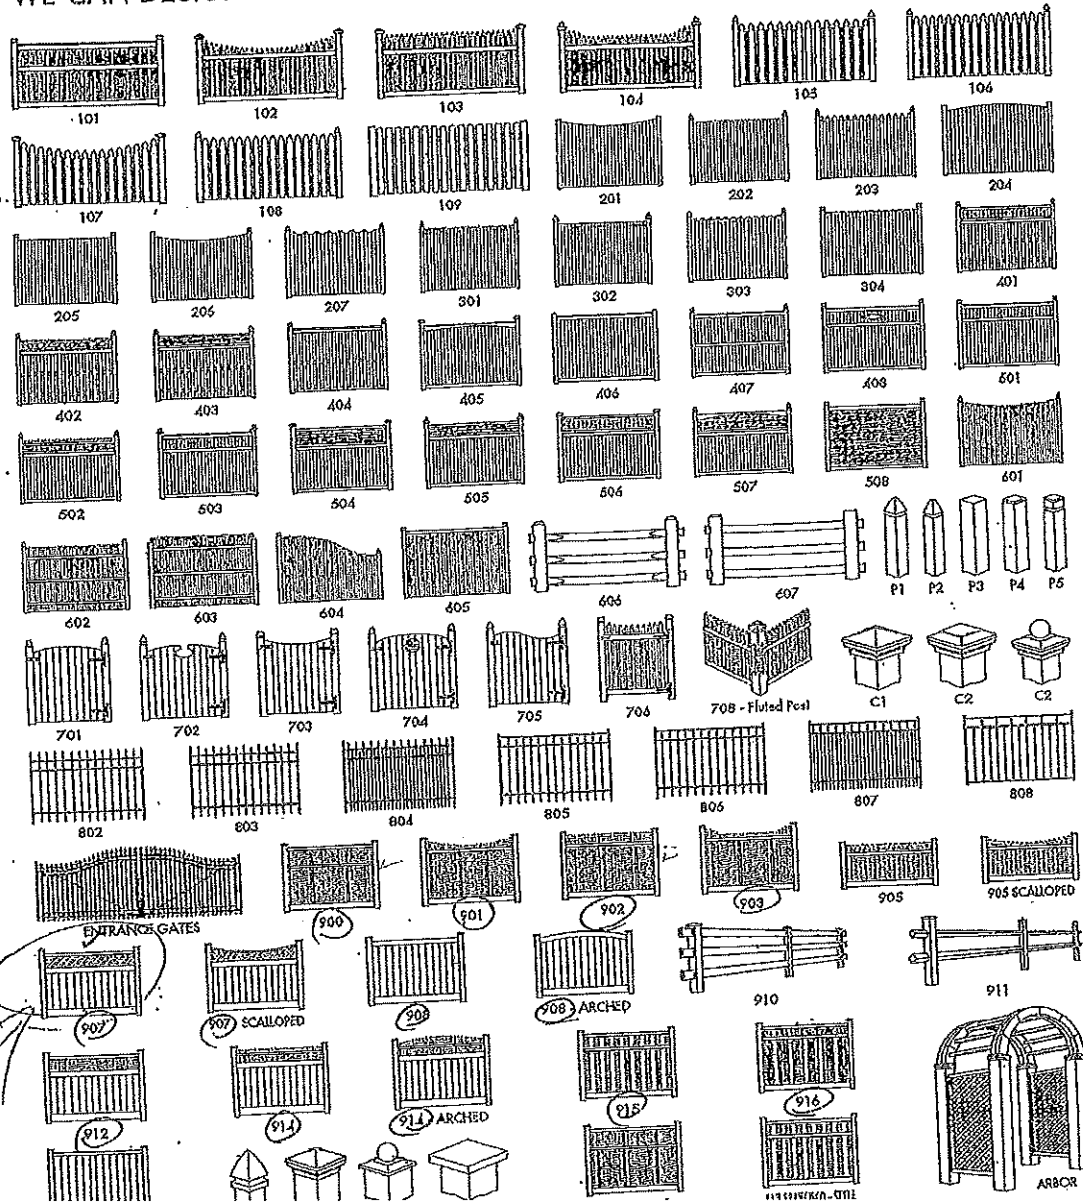 101 102 103 104 105 106
107 108 109 201 202 203 204
205 206 207 301 302 303 304 401
402 403 404 405 406 407 408 501
502 503 504 505 506 507 508 601
602 603 604 605 606 607 P1 P2 P3 P4 P5
701 702 703 704 705 706 708 - Fluted Post C1 C2 C2
802 803 804 805 806 807 808
ENTRANCE GATES 900 901 902 903 905 905 SCALLOPED
907 907 SCALLOPED 908 908 ARCHED 910 911
912 914 914 ARCHED 915 916
ARBOR